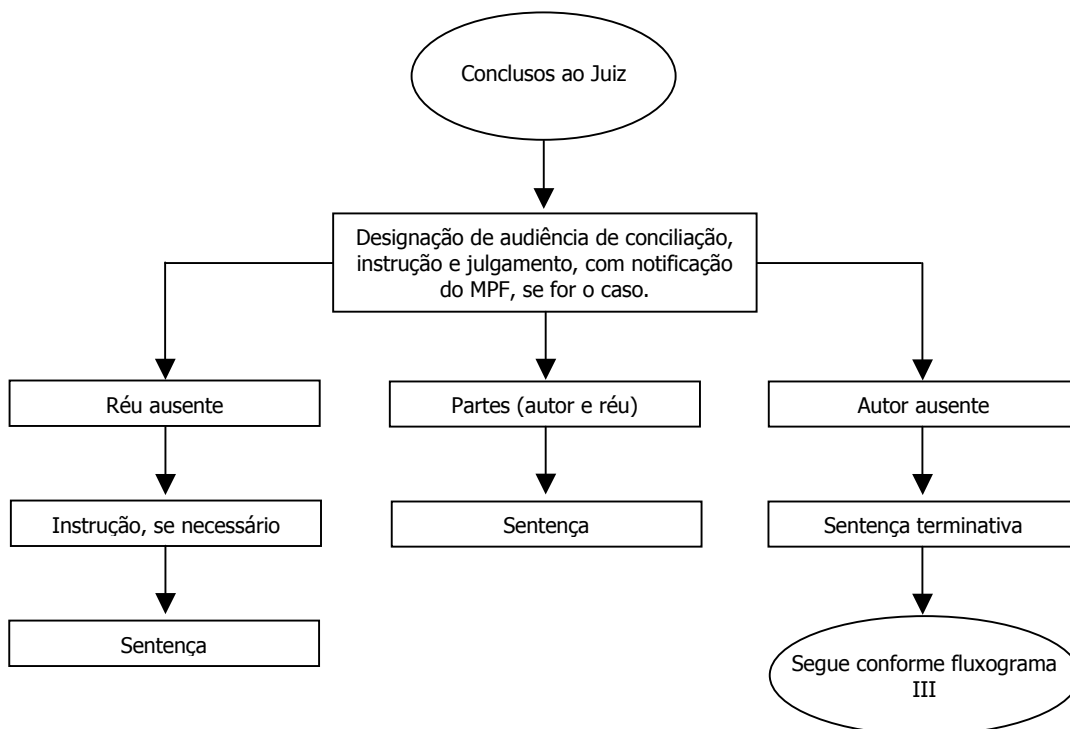 Conclusos ao Juiz
Designação de audiência de conciliação,
instrução e julgamento, com notificação
do MPF, se for o caso.
Réu ausente
Partes (autor e réu)
Autor ausente
Instrução, se necessário
Sentença
Sentença terminativa
Sentença
Segue conforme fluxograma
III